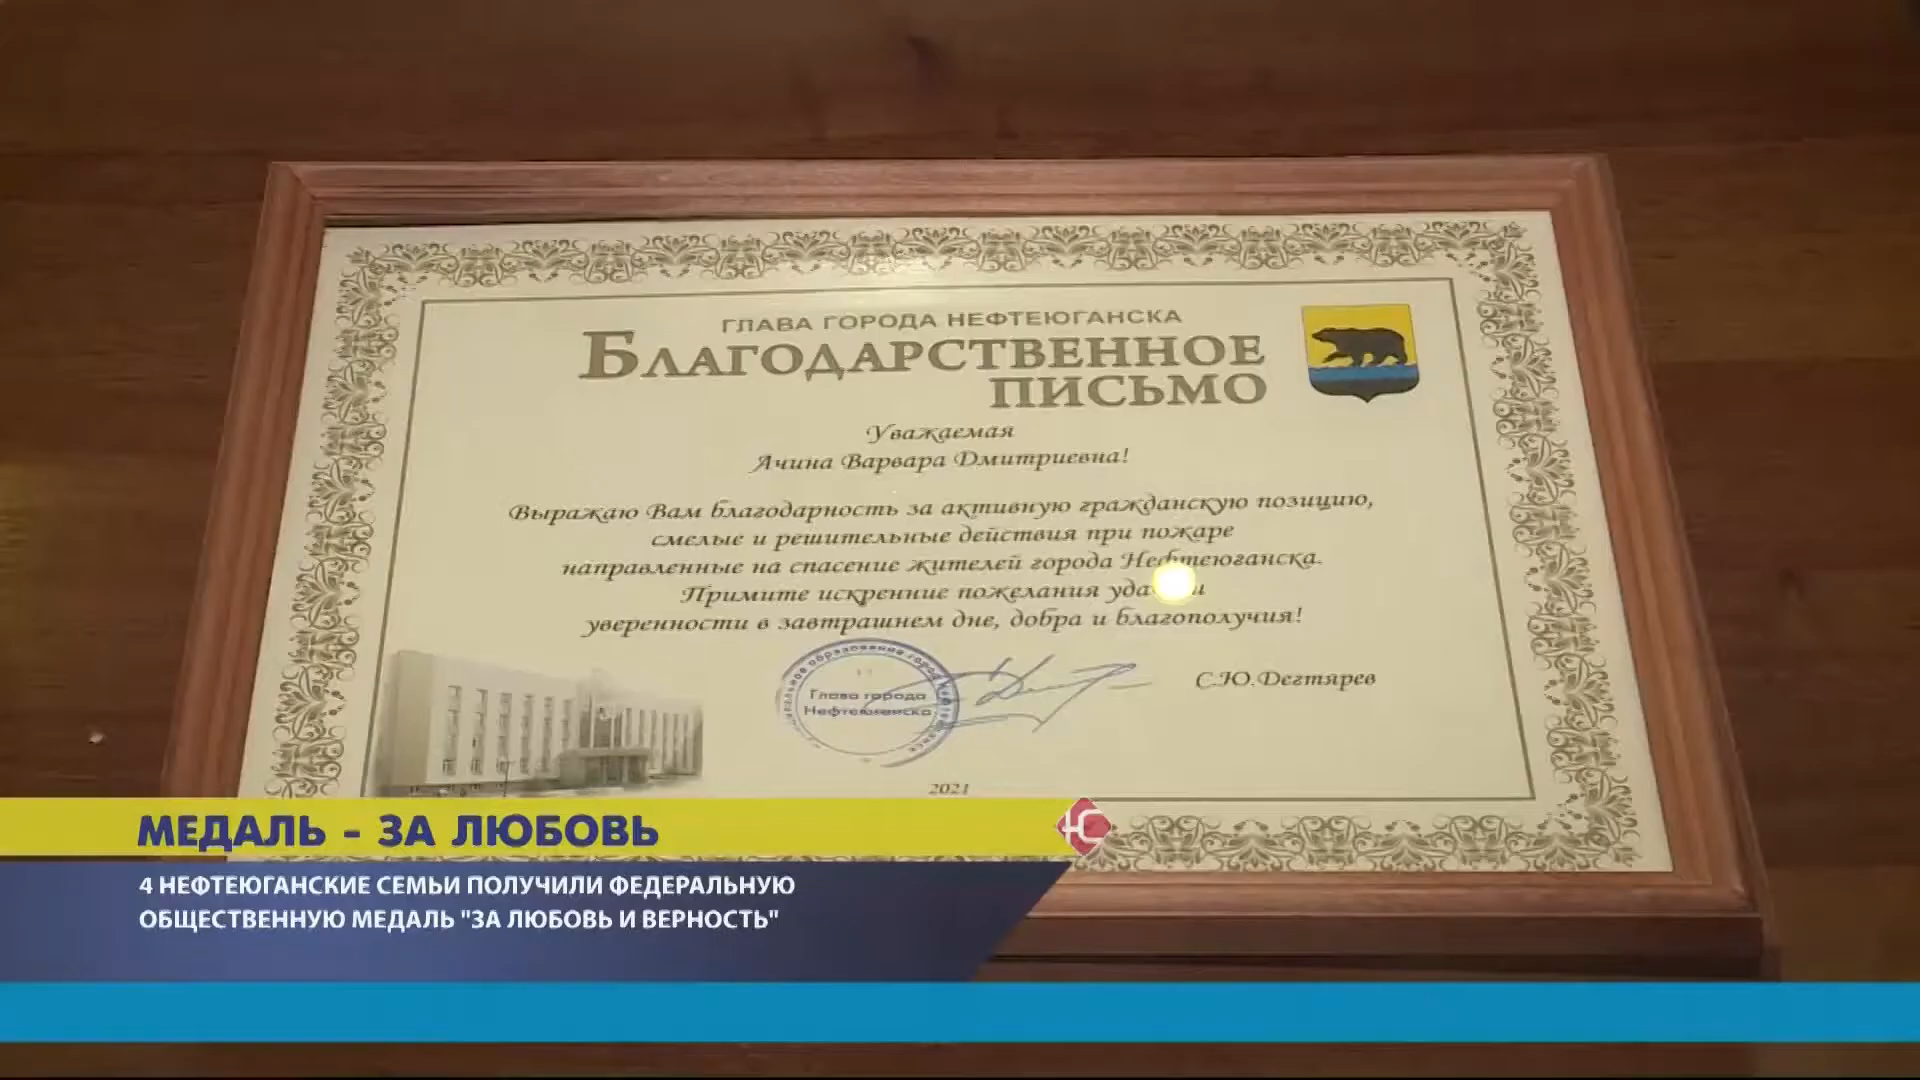 ГЛАВА ГОРОДА НЕФТЕЮГАНСКА
БЛАГОДАРСТВЕННОЕ
ПИСЬМО
Уважаемая
Ачина Варвара Дмитриевна!
Выражаю Вам благодарность за активную гражданскую позицию,
смелые и решительные действия при пожаре
направленные на спасение жителей города Нефтеюганска.
Примите искренние пожелания и
уверенности в завтрашнем дне, добра и благополучия!
Глава города
Нефтеюганска
С.Ю.Дегтярев
2021
МЕДАЛЬ - ЗА ЛЮБОВЬ
4 НЕФТЕЮГАНСКИЕ СЕМЬИ ПОЛУЧИЛИ ФЕДЕРАЛЬНУЮ
ОБЩЕСТВЕННУЮ МЕДАЛЬ "ЗА ЛЮБОВЬ И ВЕРНОСТЬ"